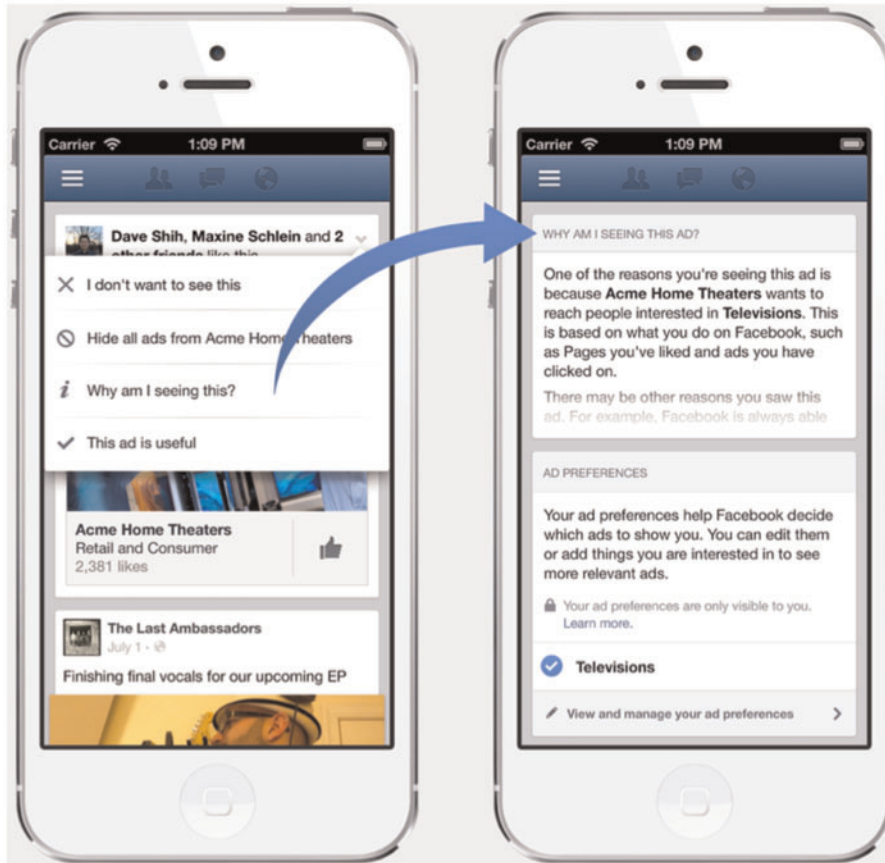 Carrier 1:09 PM
Dave Shih, Maxine Schlein and 2
other friends like this
I don't want to see this
Hide all ads from Acme Home Theaters
Why am I seeing this?
This ad is useful
Acme Home Theaters
Retail and Consumer
2,381 likes
The Last Ambassadors
July 1 ·
Finishing final vocals for our upcoming EP
Carrier 1:09 PM
WHY AM I SEEING THIS AD?
One of the reasons you're seeing this ad is
because Acme Home Theaters wants to
reach people interested in Televisions. This
is based on what you do on Facebook, such
as Pages you've liked and ads you have
clicked on.
There may be other reasons you saw this
ad. For example, Facebook is always able
AD PREFERENCES
Your ad preferences help Facebook decide
which ads to show you. You can edit them
or add things you are interested in to see
more relevant ads.
Your ad preferences are only visible to you.
Learn more.
Televisions
View and manage your ad preferences